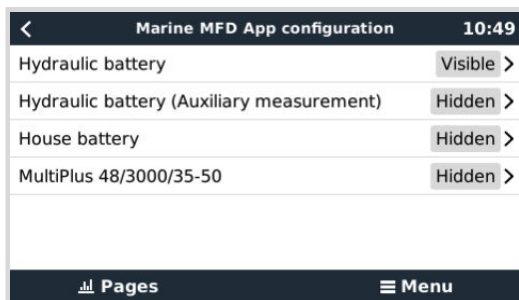 Marine MFD App configuration 10:49
Hydraulic battery Visible
Hydraulic battery (Auxiliary measurement) Hidden
House battery Hidden
MultiPlus 48/3000/35-50 Hidden
Pages Menu